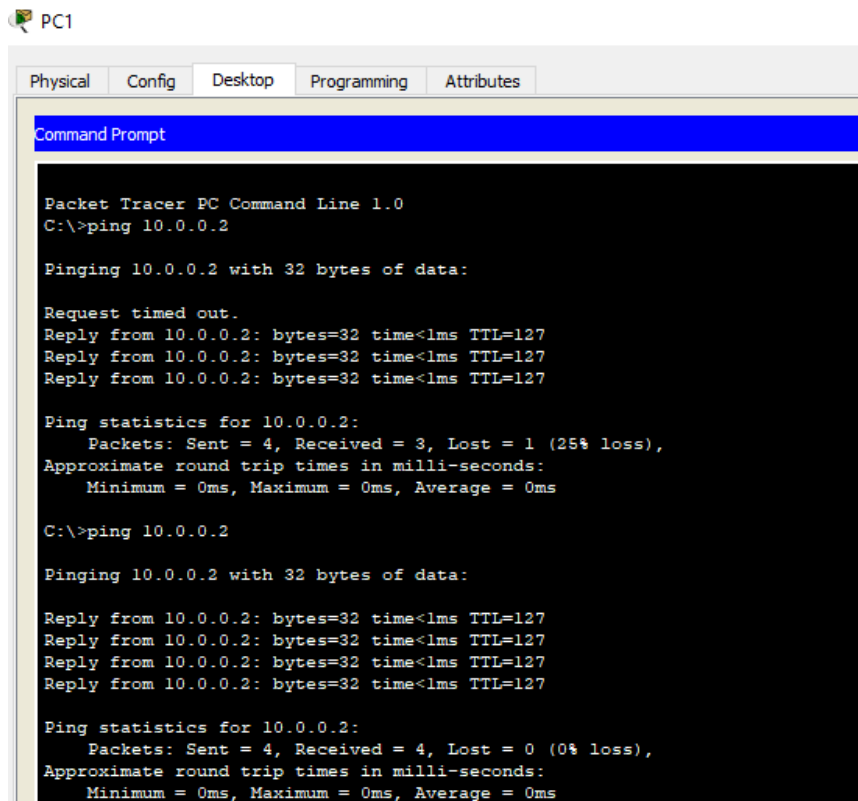 PC1
Physical Config Desktop Programming Attributes
Command Prompt
Packet Tracer PC Command Line 1.0
C:\>ping 10.0.0.2
Pinging 10.0.0.2 with 32 bytes of data:
Request timed out.
Reply from 10.0.0.2: bytes=32 time<1ms TTL=127
Reply from 10.0.0.2: bytes=32 time<1ms TTL=127
Reply from 10.0.0.2: bytes=32 time<1ms TTL=127
Ping statistics for 10.0.0.2:
Packets: Sent = 4, Received = 3, Lost = 1 (25% loss),
Approximate round trip times in milli-seconds:
Minimum = 0ms, Maximum = 0ms, Average = 0ms
C:\>ping 10.0.0.2
Pinging 10.0.0.2 with 32 bytes of data:
Reply from 10.0.0.2: bytes=32 time<1ms TTL=127
Reply from 10.0.0.2: bytes=32 time<1ms TTL=127
Reply from 10.0.0.2: bytes=32 time<1ms TTL=127
Reply from 10.0.0.2: bytes=32 time<1ms TTL=127
Ping statistics for 10.0.0.2:
Packets: Sent = 4, Received = 4, Lost = 0 (0% loss),
Approximate round trip times in milli-seconds:
Minimum = 0ms, Maximum = 0ms, Average = 0ms